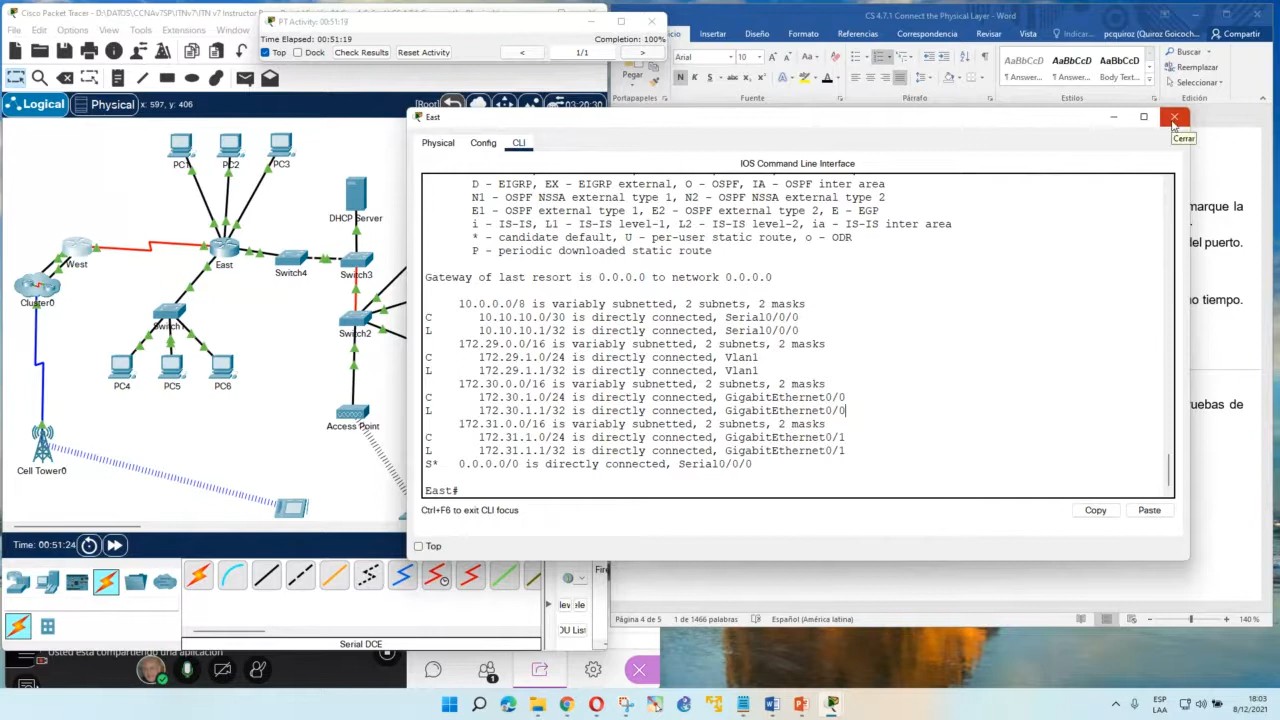 Cisco Packet Tracer - D:\DATOS\CCNAv7SP\ITNv7\ITN v7 Instructor
File Edit Options View Tools Extensions Window
Logical Physical x: 597, y: 406
[Root]
03:20:30
PT Activity: 00:51:19
Time Elapsed: 00:51:19 Completion: 100%
Top Dock Check Results Reset Activity < 1/1 >
CS 4.7.1 Connect the Physical Layer - Word
pcquiroz (Quiroz Goicoch...
Insertar Diseño Formato Referencias Correspondencia Revisar Vista Indicar... Compartir
Pegar
Portapapeles
Arial 10
N K S abc x₂ x²
Fuente
Párrafo
AaBbCcD AaBbCcD AaBbCcD
¶ Answer... ¶ Answer... Body Text...
Estilos
Buscar
Reemplazar
Seleccionar
Edición
East
Cerrar
Physical Config CLI
IOS Command Line Interface
D - EIGRP, EX - EIGRP external, O - OSPF, IA - OSPF inter area
N1 - OSPF NSSA external type 1, N2 - OSPF NSSA external type 2
E1 - OSPF external type 1, E2 - OSPF external type 2, E - EGP
i - IS-IS, L1 - IS-IS level-1, L2 - IS-IS level-2, ia - IS-IS inter area
* - candidate default, U - per-user static route, o - ODR
P - periodic downloaded static route
Gateway of last resort is 0.0.0.0 to network 0.0.0.0
10.0.0.0/8 is variably subnetted, 2 subnets, 2 masks
C 10.10.10.0/30 is directly connected, Serial0/0/0
L 10.10.10.1/32 is directly connected, Serial0/0/0
172.29.0.0/16 is variably subnetted, 2 subnets, 2 masks
C 172.29.1.0/24 is directly connected, Vlan1
L 172.29.1.1/32 is directly connected, Vlan1
172.30.0.0/16 is variably subnetted, 2 subnets, 2 masks
C 172.30.1.0/24 is directly connected, GigabitEthernet0/0
L 172.30.1.1/32 is directly connected, GigabitEthernet0/0
172.31.0.0/16 is variably subnetted, 2 subnets, 2 masks
C 172.31.1.0/24 is directly connected, GigabitEthernet0/1
L 172.31.1.1/32 is directly connected, GigabitEthernet0/1
S* 0.0.0.0/0 is directly connected, Serial0/0/0
East#
Ctrl+F6 to exit CLI focus
Copy Paste
Top
marque la
del puerto.
no tiempo.
ruebas de
PC1 PC2 PC3
DHCP Server
West East Switch4 Switch3
Cluster0
Switch1 Switch2
PC4 PC5 PC6
Access Point
Cell Tower0
Time: 00:51:24
Serial DCE
Fire
Página 4 de 5 1 de 1466 palabras Español (América latina) 140 %
Usted está compartiendo una aplicación
1
ESP
LAA
18:03
8/12/2021